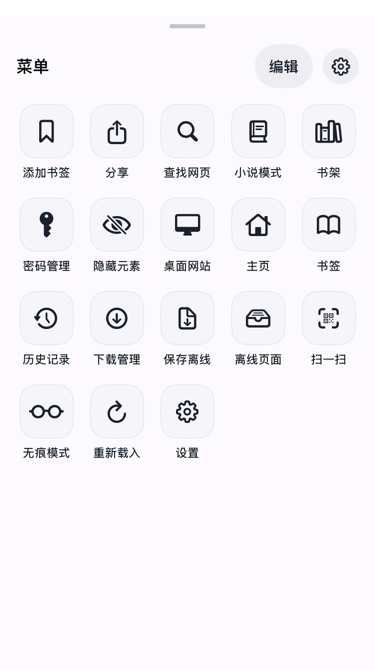 菜单 编辑
添加书签 分享 查找网页 小说模式 书架
密码管理 隐藏元素 桌面网站 主页 书签
历史记录 下载管理 保存离线 离线页面 扫一扫
无痕模式 重新载入 设置